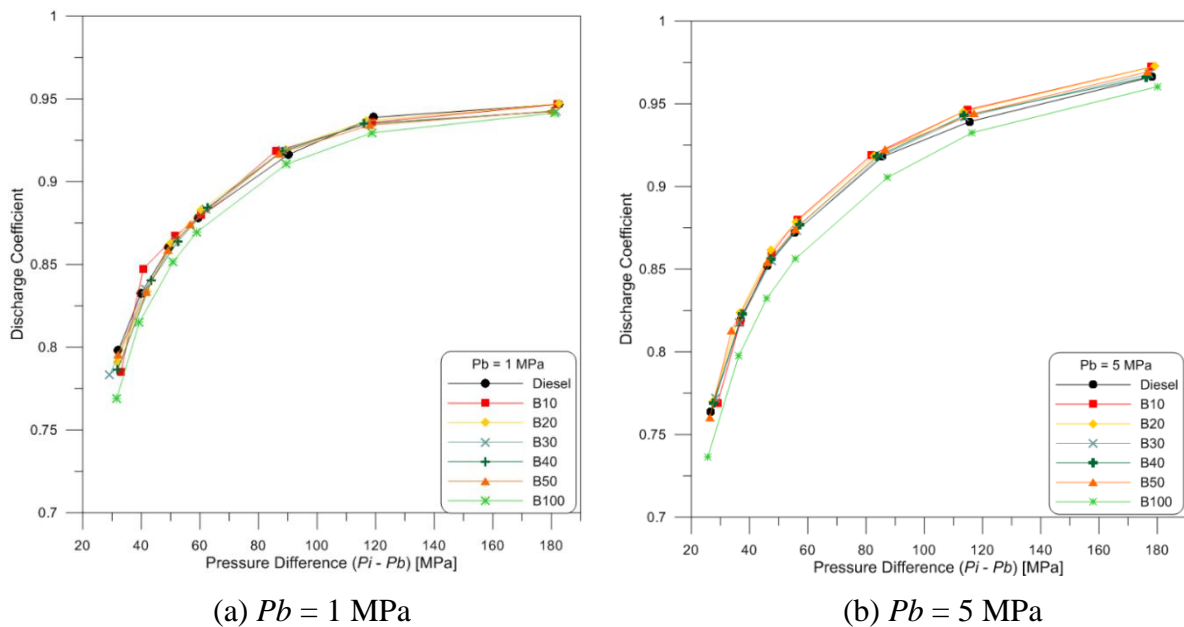 1
0.95
0.9
0.85
0.8
0.75
0.7
Discharge Coefficient
20 40 60 80 100 120 140 160 180
Pressure Difference (Pi - Pb) [MPa]
Pb = 1 MPa
Diesel
B10
B20
B30
B40
B50
B100
(a) Pb = 1 MPa
1
0.95
0.9
0.85
0.8
0.75
0.7
Discharge Coefficient
20 40 60 80 100 120 140 160 180
Pressure Difference (Pi - Pb) [MPa]
Pb = 5 MPa
Diesel
B10
B20
B30
B40
B50
B100
(b) Pb = 5 MPa